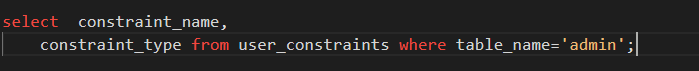 select  constraint_name,
    constraint_type from user_constraints where table_name='admin';